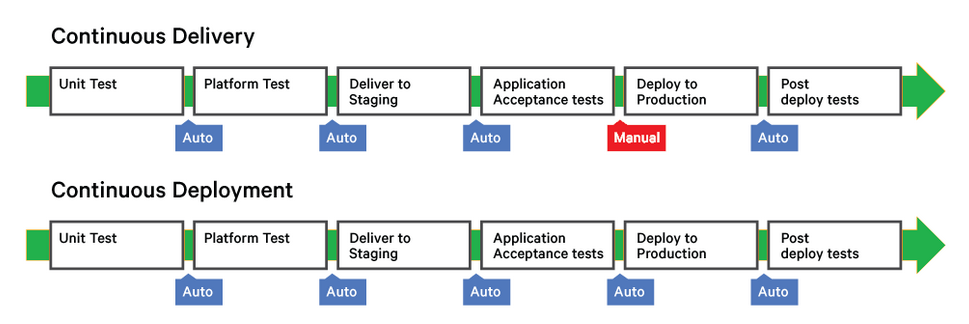 Continuous Delivery
Unit Test
Platform Test
Deliver to
Staging
Application
Acceptance tests
Deploy to
Production
Post
deploy tests
Auto
Auto
Auto
Manual
Auto
Continuous Deployment
Unit Test
Platform Test
Deliver to
Staging
Application
Acceptance tests
Deploy to
Production
Post
deploy tests
Auto
Auto
Auto
Auto
Auto